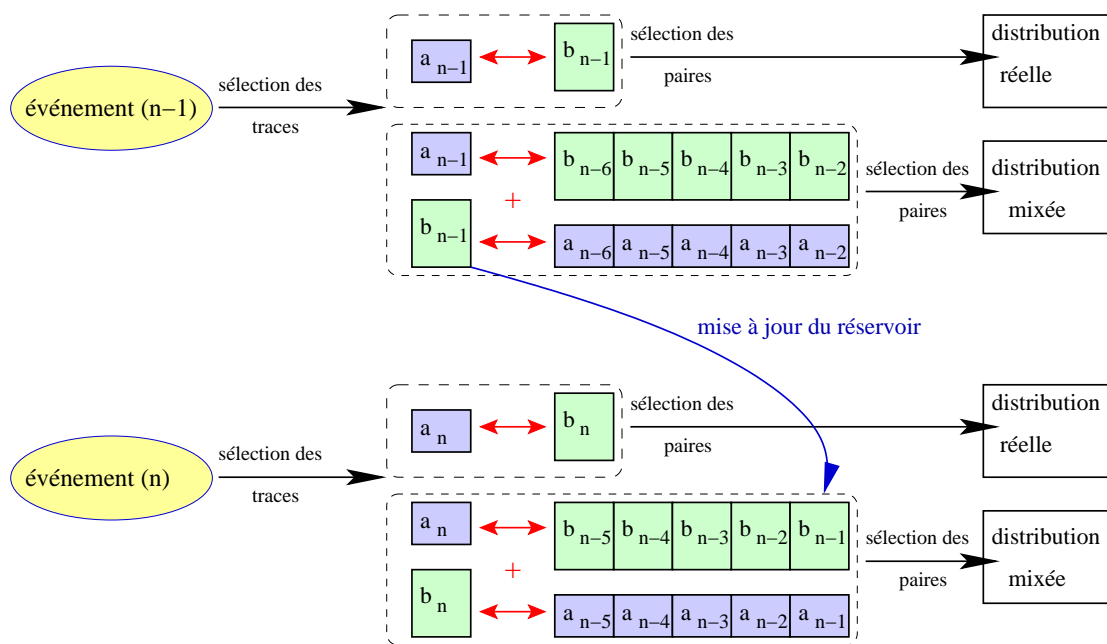 événement (n−1)
sélection des
traces
a n−1
b n−1
sélection des
paires
distribution
réelle
a n−1
b n−6 b n−5 b n−4 b n−3 b n−2
+
b n−1
a n−6 a n−5 a n−4 a n−3 a n−2
sélection des
paires
distribution
mixée
mise à jour du réservoir
événement (n)
sélection des
traces
a n
b n
sélection des
paires
distribution
réelle
a n
b n−5 b n−4 b n−3 b n−2 b n−1
+
b n
a n−5 a n−4 a n−3 a n−2 a n−1
sélection des
paires
distribution
mixée